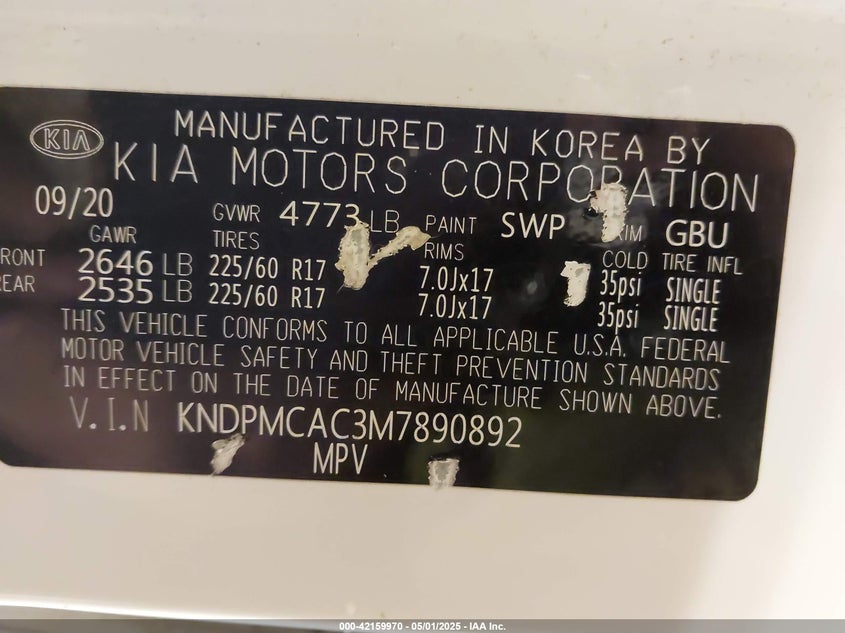 KIA
MANUFACTURED IN KOREA BY
KIA MOTORS CORPORATION
09/20 GVWR 4773 LB PAINT SWP GBU
GAWR TIRES RIMS COLD TIRE INFL
FRONT 2646 LB 225/60 R17 7.0Jx17 35psi SINGLE
REAR 2535 LB 225/60 R17 7.0Jx17 35psi SINGLE
THIS VEHICLE CONFORMS TO ALL APPLICABLE U.S.A. FEDERAL
MOTOR VEHICLE SAFETY AND THEFT PREVENTION STANDARDS
IN EFFECT ON THE DATE OF MANUFACTURE SHOWN ABOVE.
V.I.N KNDPMCAC3M7890892
MPV
000-42159970 - 05/01/2025 - IAA Inc.